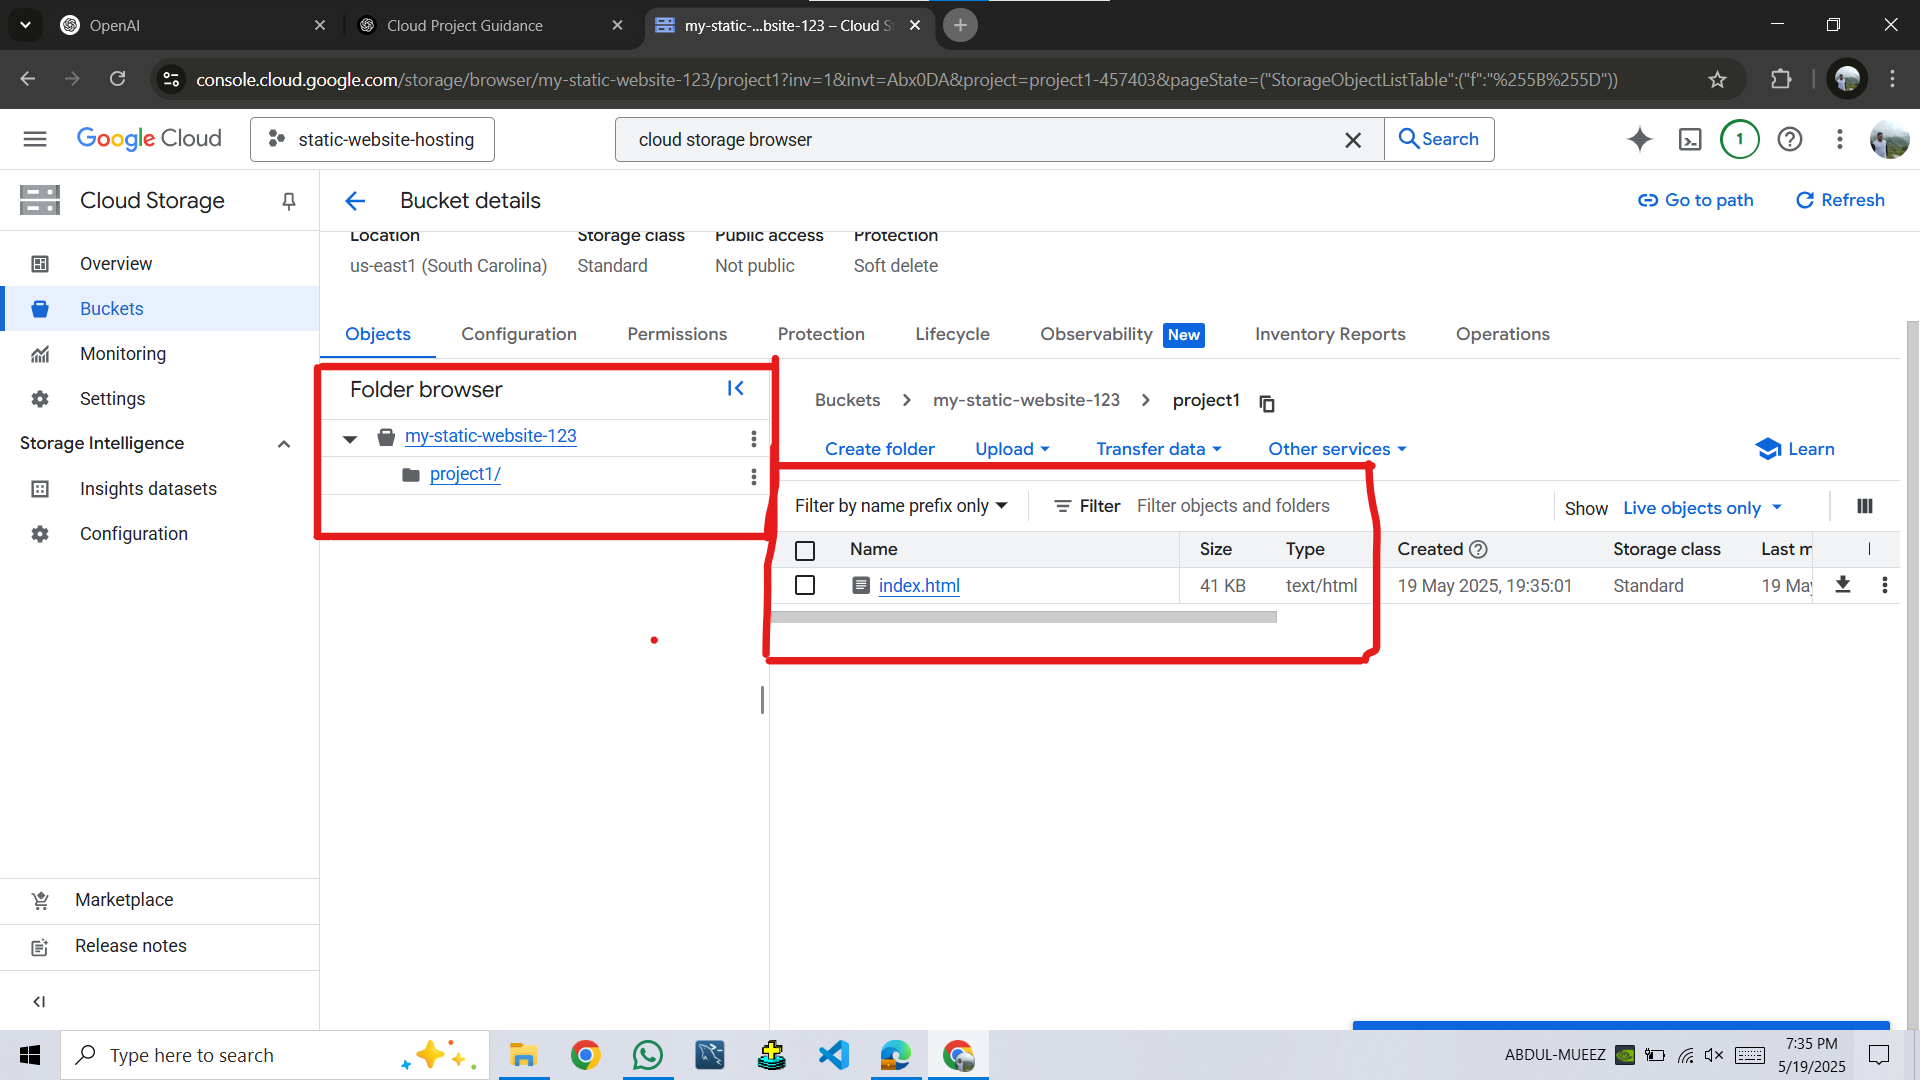 OpenAI
Cloud Project Guidance
my-static-...bsite-123 – Cloud S
console.cloud.google.com/storage/browser/my-static-website-123/project1?inv=1&invt=Abx0DA&project=project1-457403&pageState=("StorageObjectListTable":("f":"%255B%255D"))
Google Cloud
static-website-hosting
cloud storage browser
Search
1
Cloud Storage
Bucket details
Go to path
Refresh
Location Storage class Public access Protection
us-east1 (South Carolina) Standard Not public Soft delete
Overview
Buckets
Monitoring
Settings
Storage Intelligence
Insights datasets
Configuration
Marketplace
Release notes
Objects Configuration Permissions Protection Lifecycle Observability New Inventory Reports Operations
Folder browser
my-static-website-123
project1/
Buckets > my-static-website-123 > project1
Create folder Upload Transfer data Other services Learn
Filter by name prefix only Filter Filter objects and folders Show Live objects only
Name Size Type Created Storage class Last m
index.html 41 KB text/html 19 May 2025, 19:35:01 Standard 19 May
Type here to search
ABDUL-MUEEZ
7:35 PM
5/19/2025